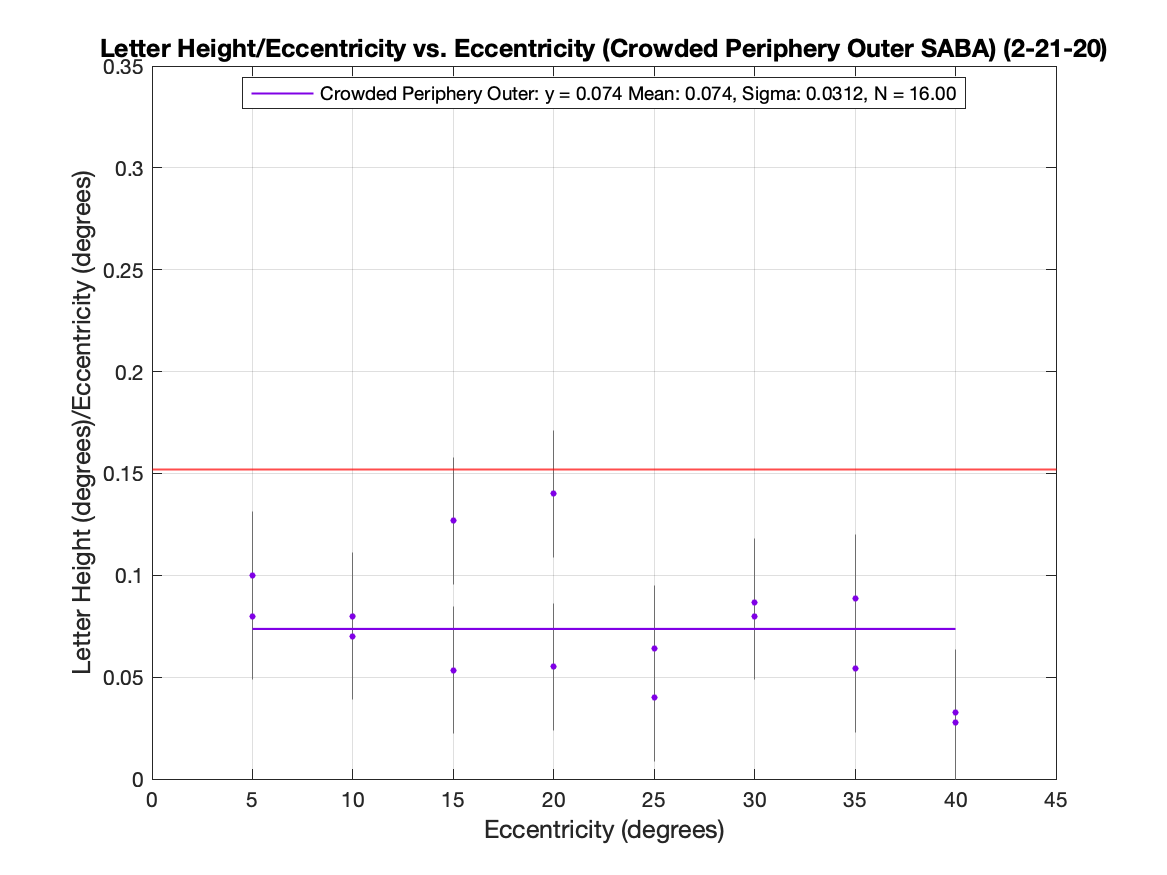 Letter Height/Eccentricity vs. Eccentricity (Crowded Periphery Outer SABA) (2-21-20)
Crowded Periphery Outer: y = 0.074 Mean: 0.074, Sigma: 0.0312, N = 16.00
Letter Height (degrees)/Eccentricity (degrees)
0.35
0.3
0.25
0.2
0.15
0.1
0.05
0
0 5 10 15 20 25 30 35 40 45
Eccentricity (degrees)